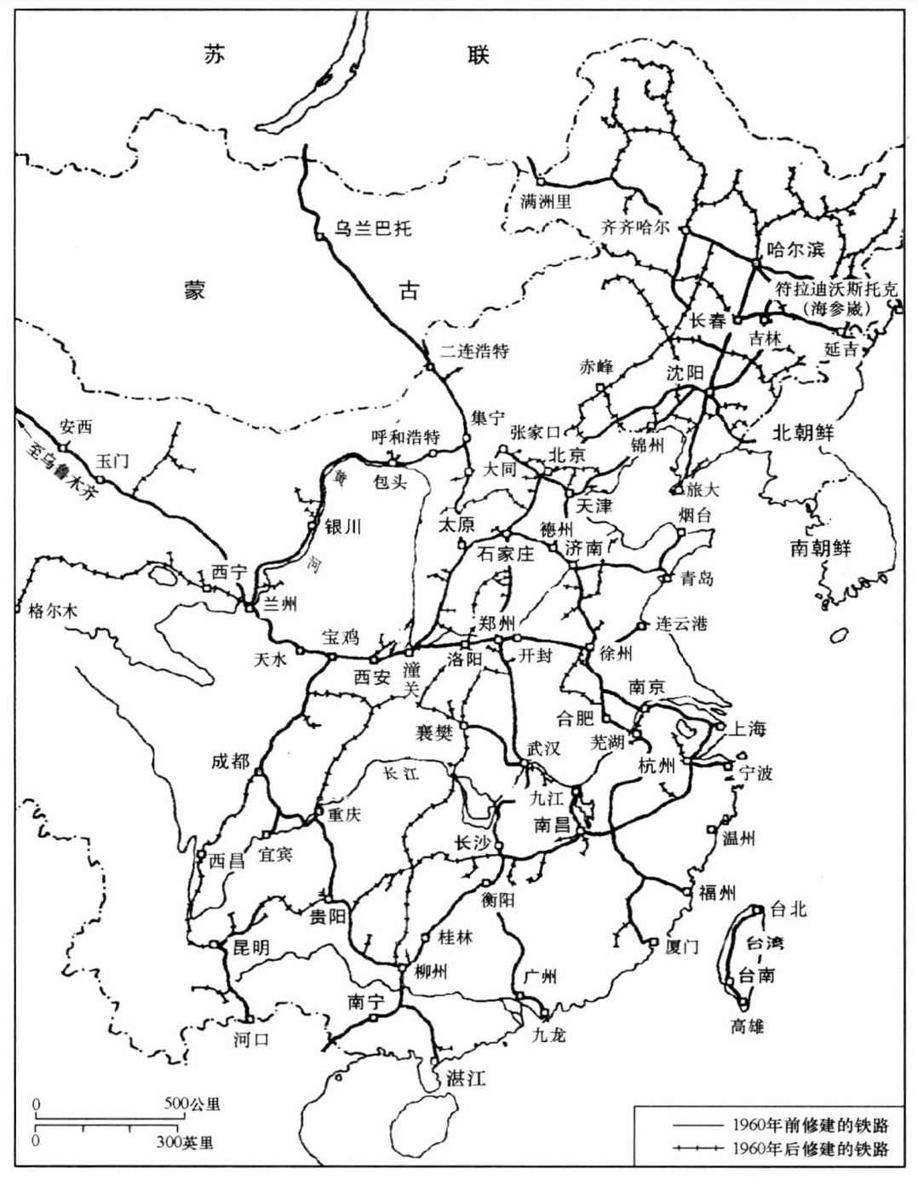 苏 联
满洲里
齐齐哈尔
哈尔滨
乌兰巴托
蒙 古
符拉迪沃斯托克
(海参崴)
长春
吉林
延吉
二连浩特
赤峰
沈阳
安西
玉门
至乌鲁木齐
集宁
呼和浩特
张家口
北京
锦州
北朝鲜
大同
包头
黄
河
天津
旅大
银川
太原
石家庄
德州
济南
烟台
南朝鲜
青岛
西宁
兰州
格尔木
天水
宝鸡
西安
潼关
洛阳
郑州
开封
连云港
徐州
南京
合肥
芜湖
上海
襄樊
武汉
杭州
宁波
成都
长江
九江
重庆
南昌
长沙
温州
西昌
宜宾
衡阳
福州
贵阳
台北
昆明
桂林
厦门
台湾
柳州
广州
台南
南宁
河口
九龙
高雄
湛江
0 500公里
0 300英里
1960年前修建的铁路
1960年后修建的铁路